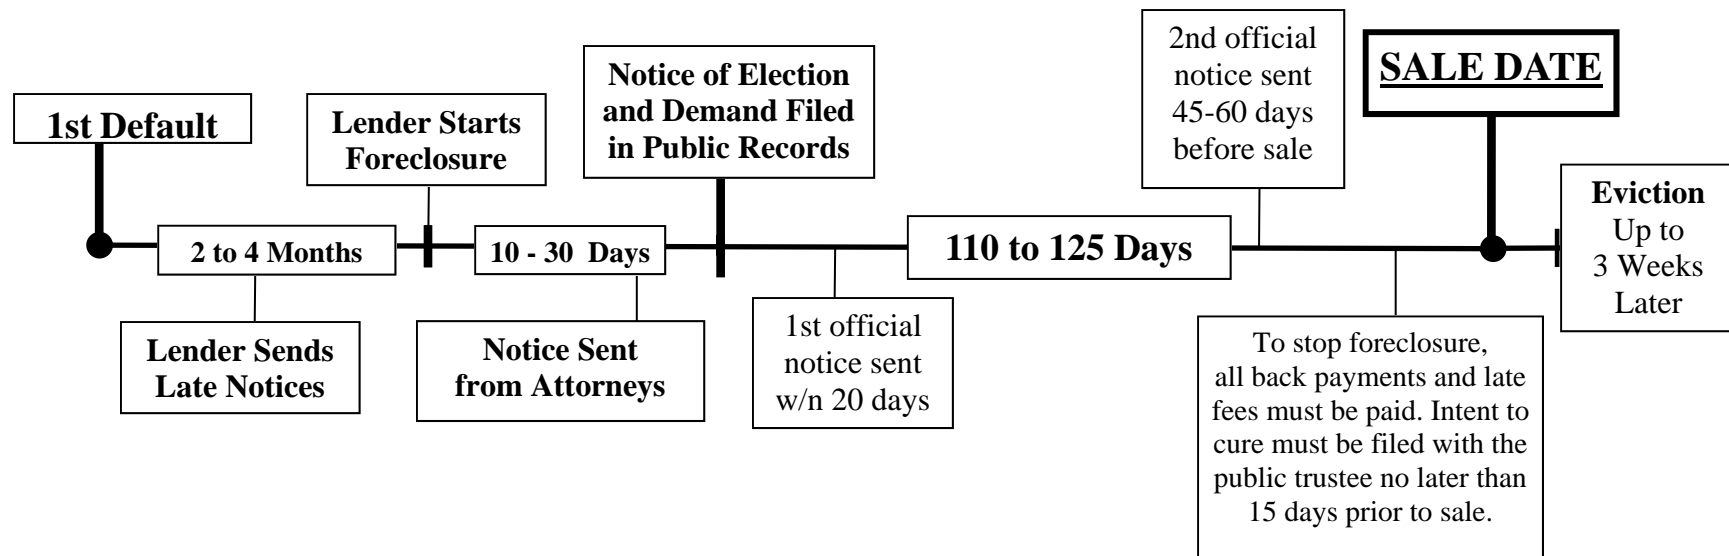 1st Default
Lender Starts
Foreclosure
Notice of Election
and Demand Filed
in Public Records
2nd official
notice sent
45-60 days
before sale
SALE DATE
Eviction
Up to
3 Weeks
Later
2 to 4 Months
10 - 30 Days
110 to 125 Days
Lender Sends
Late Notices
Notice Sent
from Attorneys
1st official
notice sent
w/n 20 days
To stop foreclosure,
all back payments and late
fees must be paid. Intent to
cure must be filed with the
public trustee no later than
15 days prior to sale.